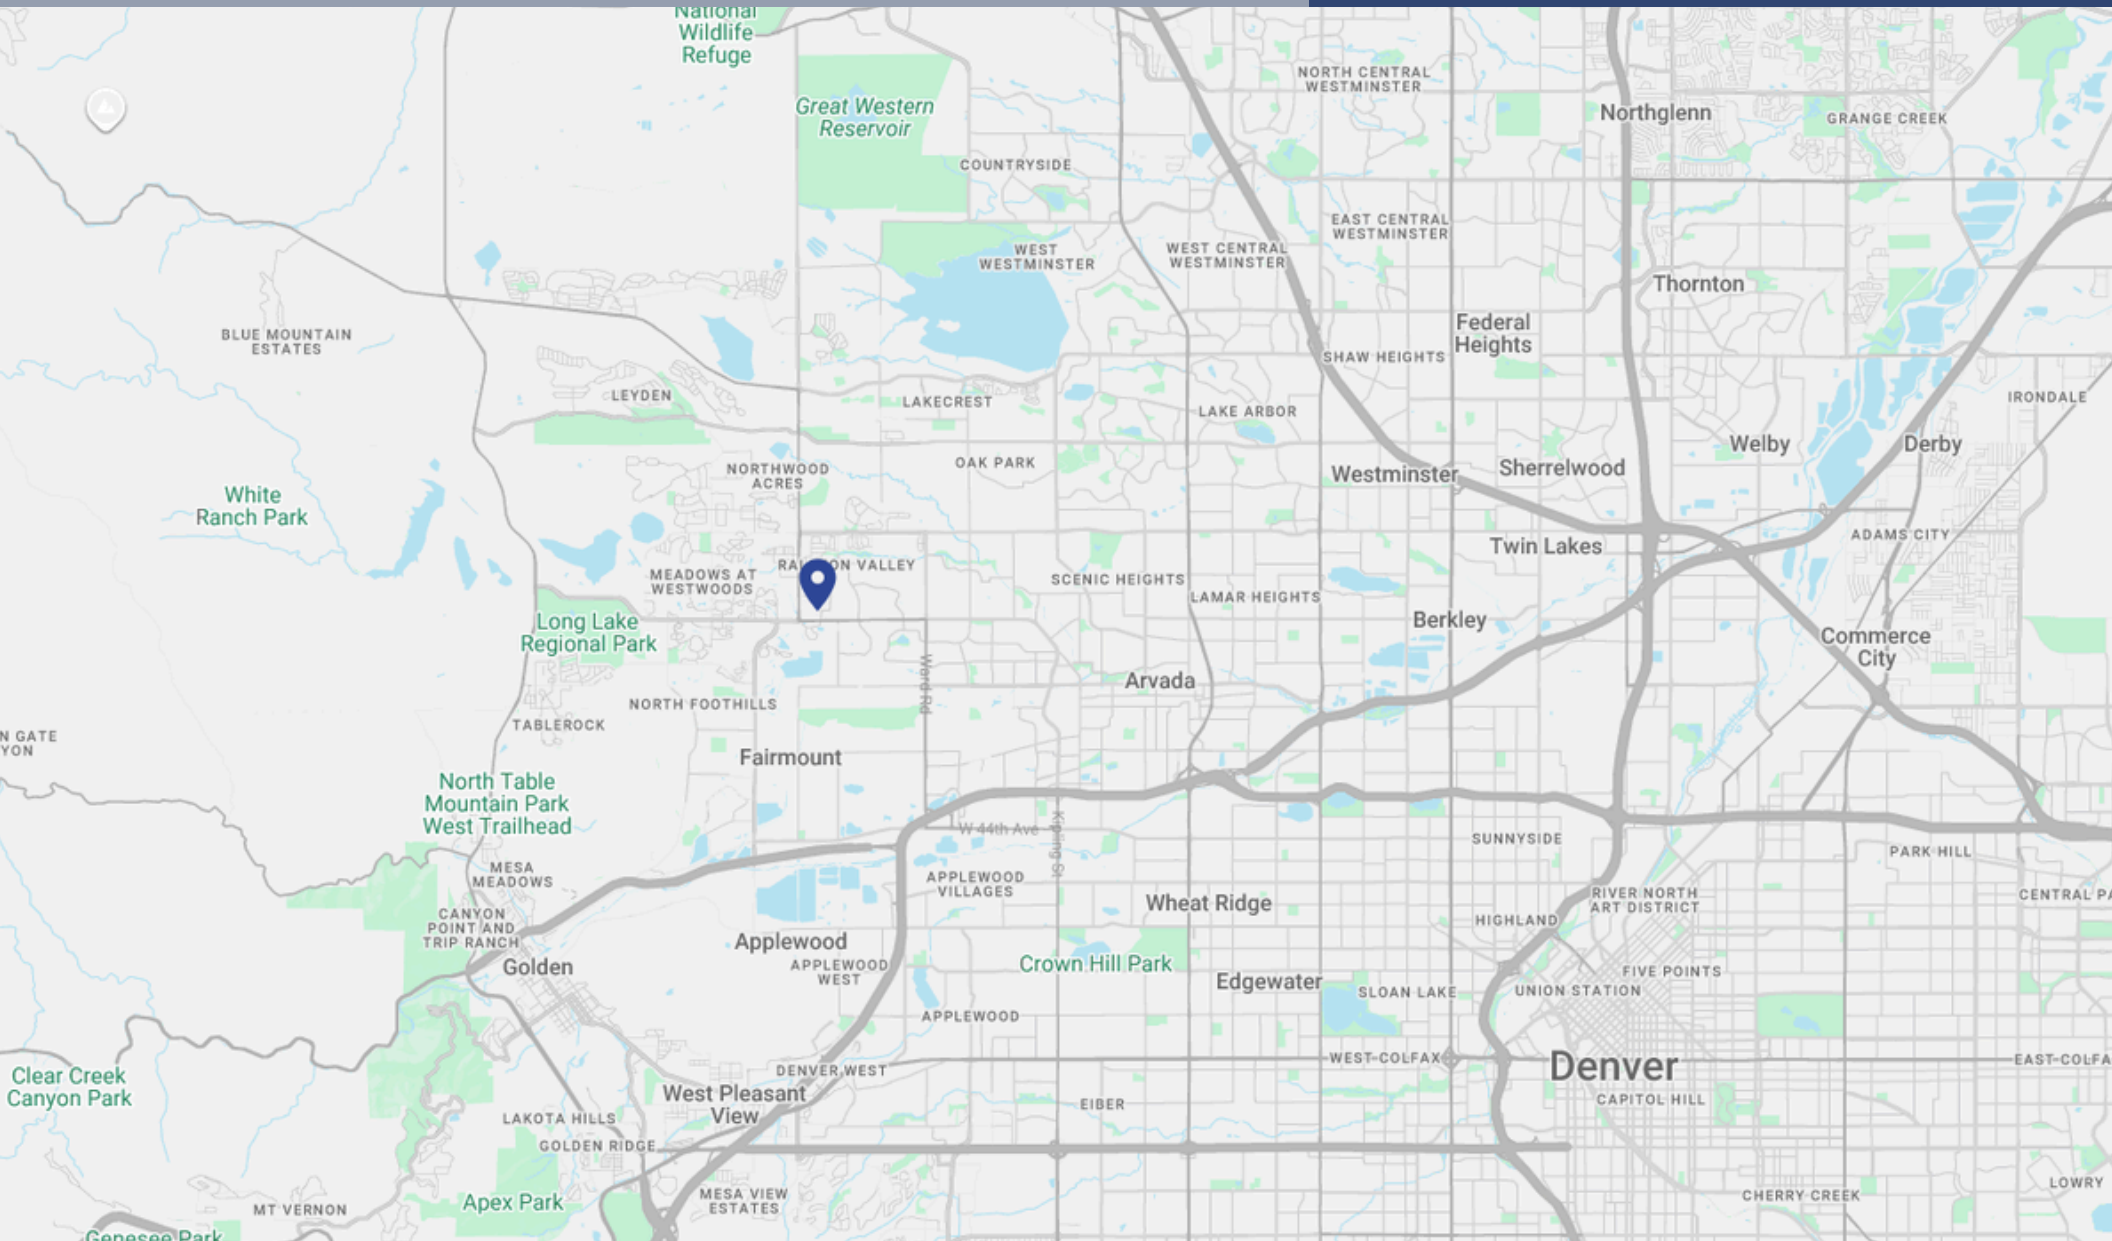 National
Wildlife
Refuge
NORTH CENTRAL
WESTMINSTER
Great Western
Reservoir
Northglenn
GRANGE CREEK
COUNTRYSIDE
EAST CENTRAL
WESTMINSTER
WEST
WESTMINSTER
WEST CENTRAL
WESTMINSTER
Thornton
BLUE MOUNTAIN
ESTATES
Federal
Heights
SHAW HEIGHTS
LEYDEN
LAKECREST
LAKE ARBOR
IRONDALE
Welby
Derby
NORTHWOOD
ACRES
OAK PARK
Westminster
Sherrelwood
White
Ranch Park
ADAMS CITY
Twin Lakes
RAL ON VALLEY
MEADOWS AT
WESTWOODS
SCENIC HEIGHTS
LAMAR HEIGHTS
Long Lake
Regional Park
Berkley
Commerce
City
Ward Rd
Arvada
NORTH FOOTHILLS
TABLEROCK
N GATE
YON
Fairmount
North Table
Mountain Park
West Trailhead
W 44th Ave
Kipling St
SUNNYSIDE
PARK HILL
MESA
MEADOWS
APPLEWOOD
VILLAGES
Wheat Ridge
RIVER NORTH
ART DISTRICT
CENTRAL PA
CANYON
POINT AND
TRIP RANCH
HIGHLAND
Applewood
APPLEWOOD
WEST
Golden
Crown Hill Park
Edgewater
SLOAN LAKE
FIVE POINTS
UNION STATION
APPLEWOOD
WEST COLFAX
Denver
EAST COLFA
DENVER WEST
Clear Creek
Canyon Park
West Pleasant
View
EIBER
CAPITOL HILL
LAKOTA HILLS
GOLDEN RIDGE
Apex Park
MESA VIEW
ESTATES
MT VERNON
CHERRY CREEK
LOWRY
Genesee Park